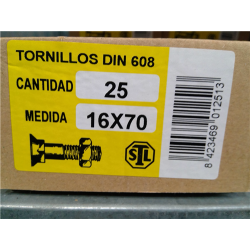 TORNILLOS DIN 608
CANTIDAD 25
MEDIDA 16X70
STL
8423469012513